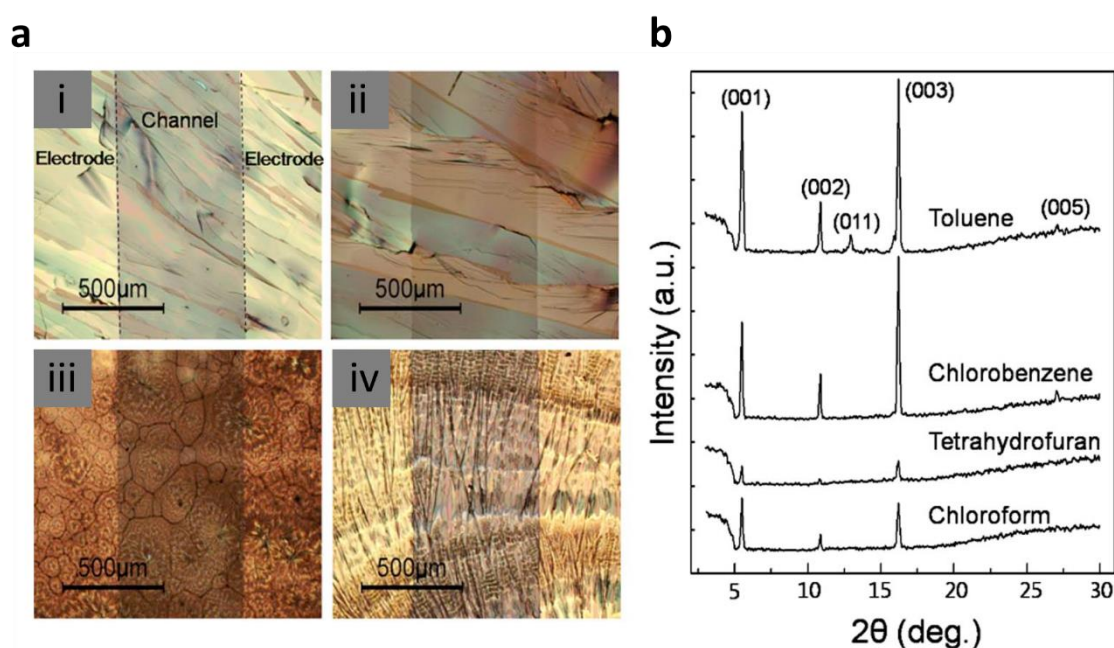 a
i
Channel
Electrode
Electrode
500μm
ii
500μm
iii
500μm
iv
500μm
b
(001)
(002)
(011)
(003)
(005)
Toluene
Chlorobenzene
Tetrahydrofuran
Chloroform
Intensity (a.u.)
5 10 15 20 25 30
2θ (deg.)